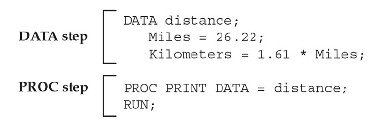 DATA step
DATA distance;
Miles = 26.22;
Kilometers = 1.61 * Miles;
PROC step
PROC PRINT DATA = distance;
RUN;